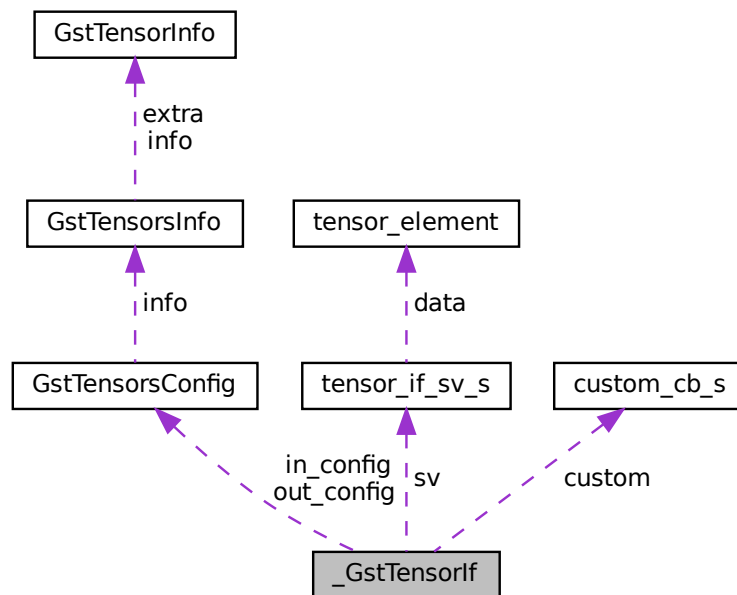 GstTensorInfo
extra
info
GstTensorsInfo
tensor_element
info
data
GstTensorsConfig
tensor_if_sv_s
custom_cb_s
in_config
out_config
sv
custom
_GstTensorIf